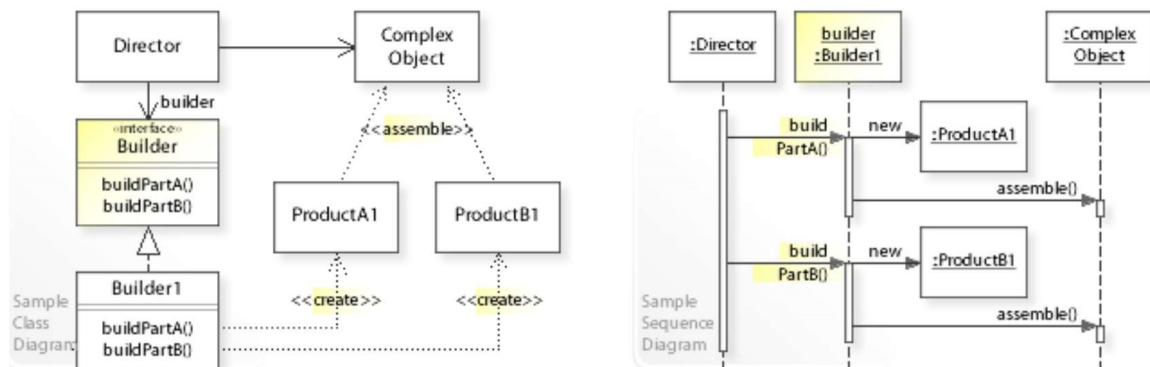 Director
Complex
Object
builder
«interface»
Builder
buildPartA()
buildPartB()
<<assemble>>
ProductA1
ProductB1
Builder1
buildPartA()
buildPartB()
<<create>>
<<create>>
Sample
Class
Diagram
:Director
builder
:Builder1
:Complex
Object
build
PartA()
new
:ProductA1
assemble()
build
PartB()
new
:ProductB1
assemble()
Sample
Sequence
Diagram